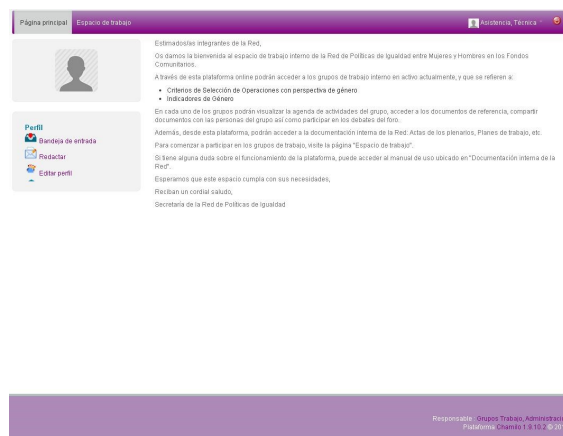 Página principal
Espacio de trabajo
Asistencia, Técnica
Perfil
Bandeja de entrada
Redactar
Editar perfil
Estimados/as integrantes de la Red,
Os damos la bienvenida al espacio de trabajo interno de la Red de Políticas de Igualdad entre Mujeres y Hombres en los Fondos
Comunitarios.
A través de esta plataforma online podrán acceder a los grupos de trabajo interno en activo actualmente, y que se refieren a:
Criterios de Selección de Operaciones con perspectiva de género
Indicadores de Género
En cada uno de los grupos podrán visualizar la agenda de actividades del grupo, acceder a los documentos de referencia, compartir
documentos con las personas del grupo así como participar en los debates del foro.
Además, desde esta plataforma, podrán acceder a la documentación interna de la Red: Actas de los plenarios, Planes de trabajo, etc.
Para comenzar a participar en los grupos de trabajo, visite la página "Espacio de trabajo".
Si tiene alguna duda sobre el funcionamiento de la plataforma, puede acceder al manual de uso ubicado en "Documentación interna de la
Red".
Esperamos que este espacio cumpla con sus necesidades,
Reciban un cordial saludo,
Secretaría de la Red de Políticas de Igualdad
Responsable : Grupos Trabajo, Administraci
Plataforma Chamilo 1.9.10.2 © 20